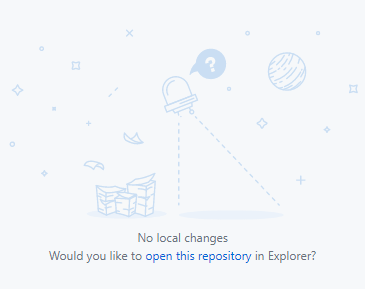 ?
No local changes
Would you like to open this repository in Explorer?